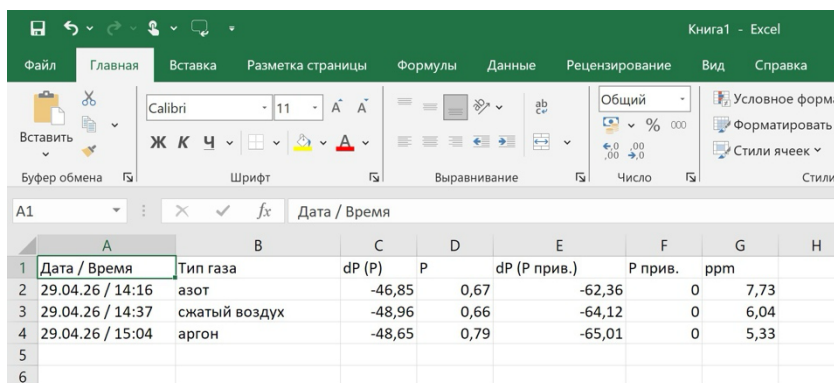 Книга1 - Excel
Файл Главная Вставка Разметка страницы Формулы Данные Рецензирование Вид Справка
Вставить
Calibri 11 A A
Ж К Ч A
ab
Общий
% 000
Условное форма
Форматировать
Стили ячеек
Буфер обмена Шрифт Выравнивание Число Стили
A1 fx Дата / Время
A B C D E F G H
1 Дата / Время Тип газа dP (P) P dP (P прив.) P прив. ppm
2 29.04.26 / 14:16 азот -46,85 0,67 -62,36 0 7,73
3 29.04.26 / 14:37 сжатый воздух -48,96 0,66 -64,12 0 6,04
4 29.04.26 / 15:04 аргон -48,65 0,79 -65,01 0 5,33
5
6